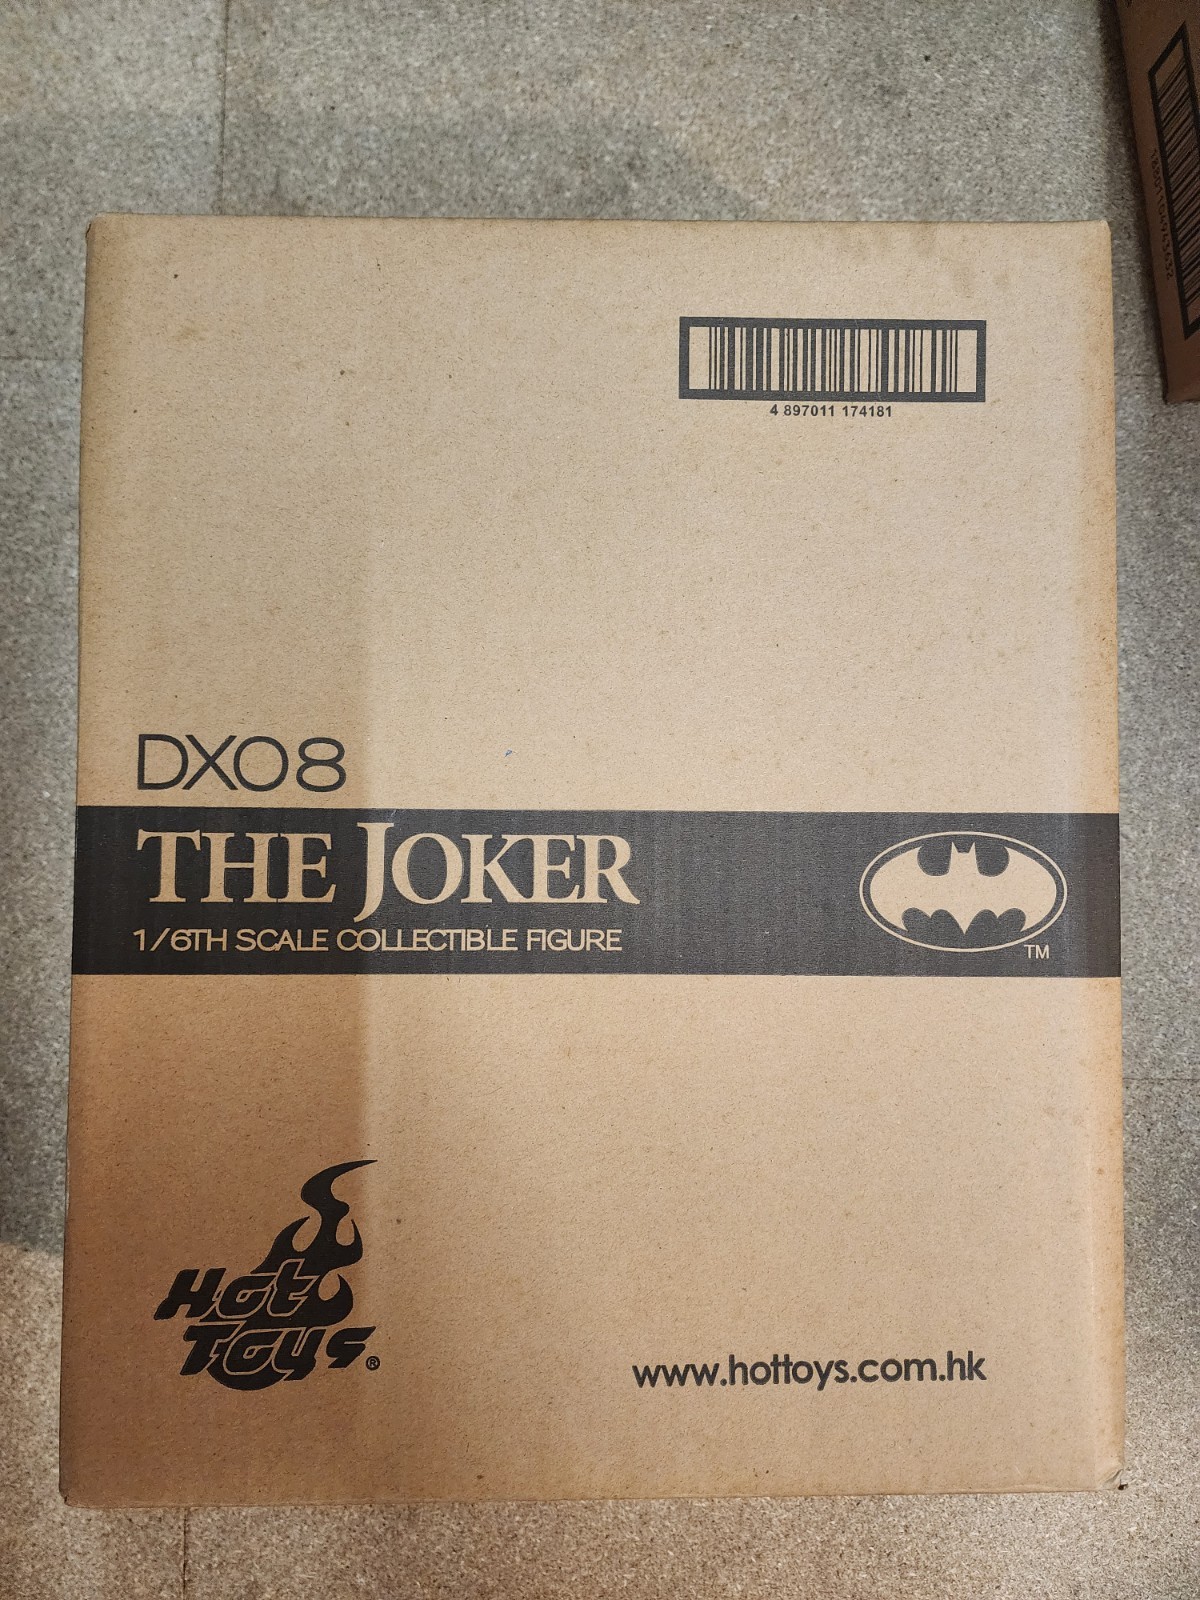 4 897011 174181
DX08
THE JOKER
1/6TH SCALE COLLECTIBLE FIGURE
TM
Hot
Toys®
www.hottoys.com.hk